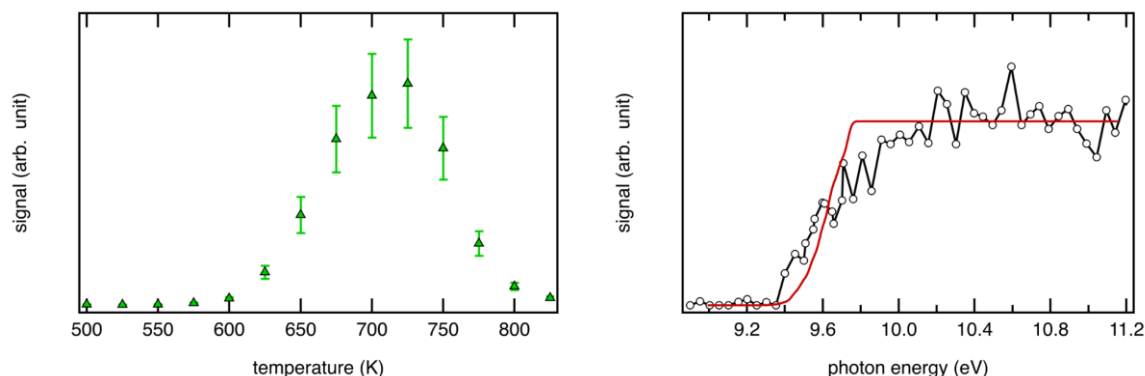 signal (arb. unit)
500 550 600 650 700 750 800
temperature (K)
signal (arb. unit)
9.2 9.6 10.0 10.4 10.8 11.2
photon energy (eV)